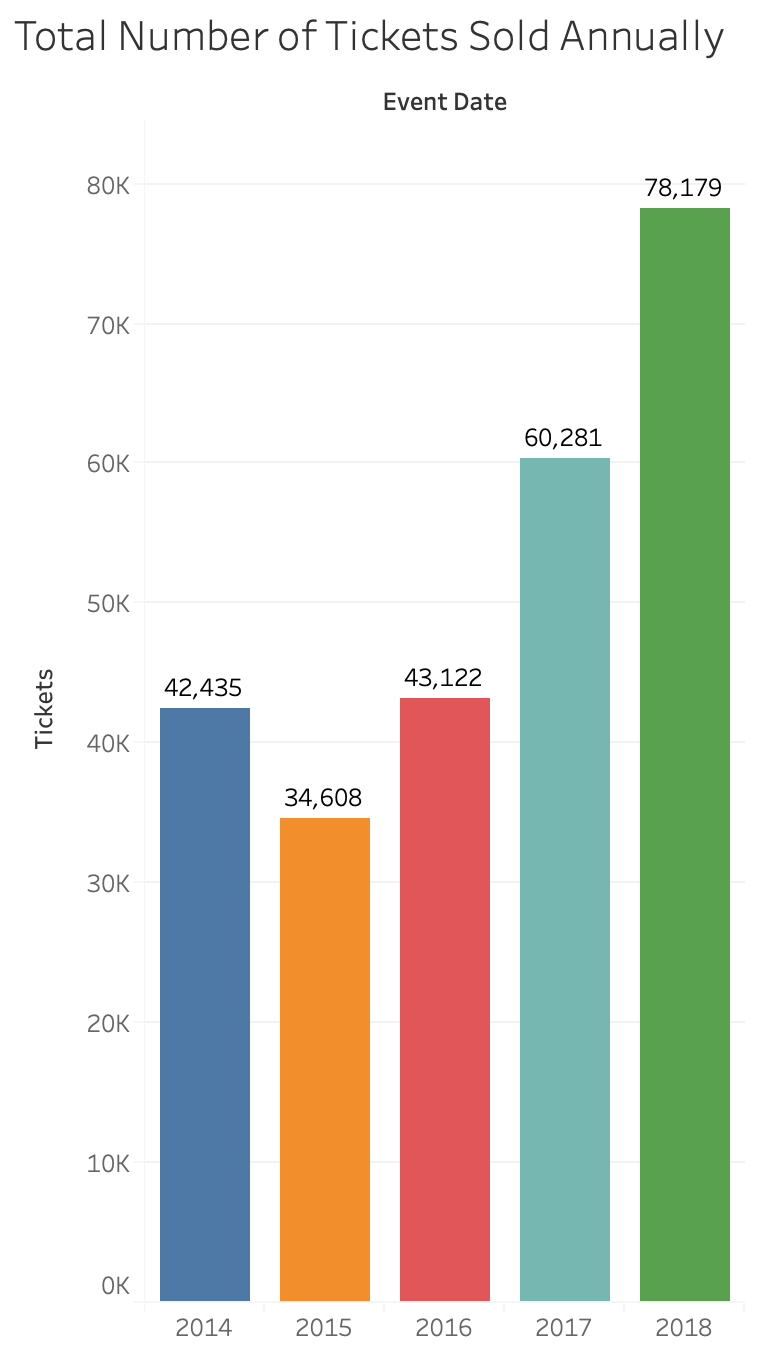 Total Number of Tickets Sold Annually
Event Date
80K
70K
60K
50K
40K
30K
20K
10K
0K
Tickets
42,435
34,608
43,122
60,281
78,179
2014 2015 2016 2017 2018